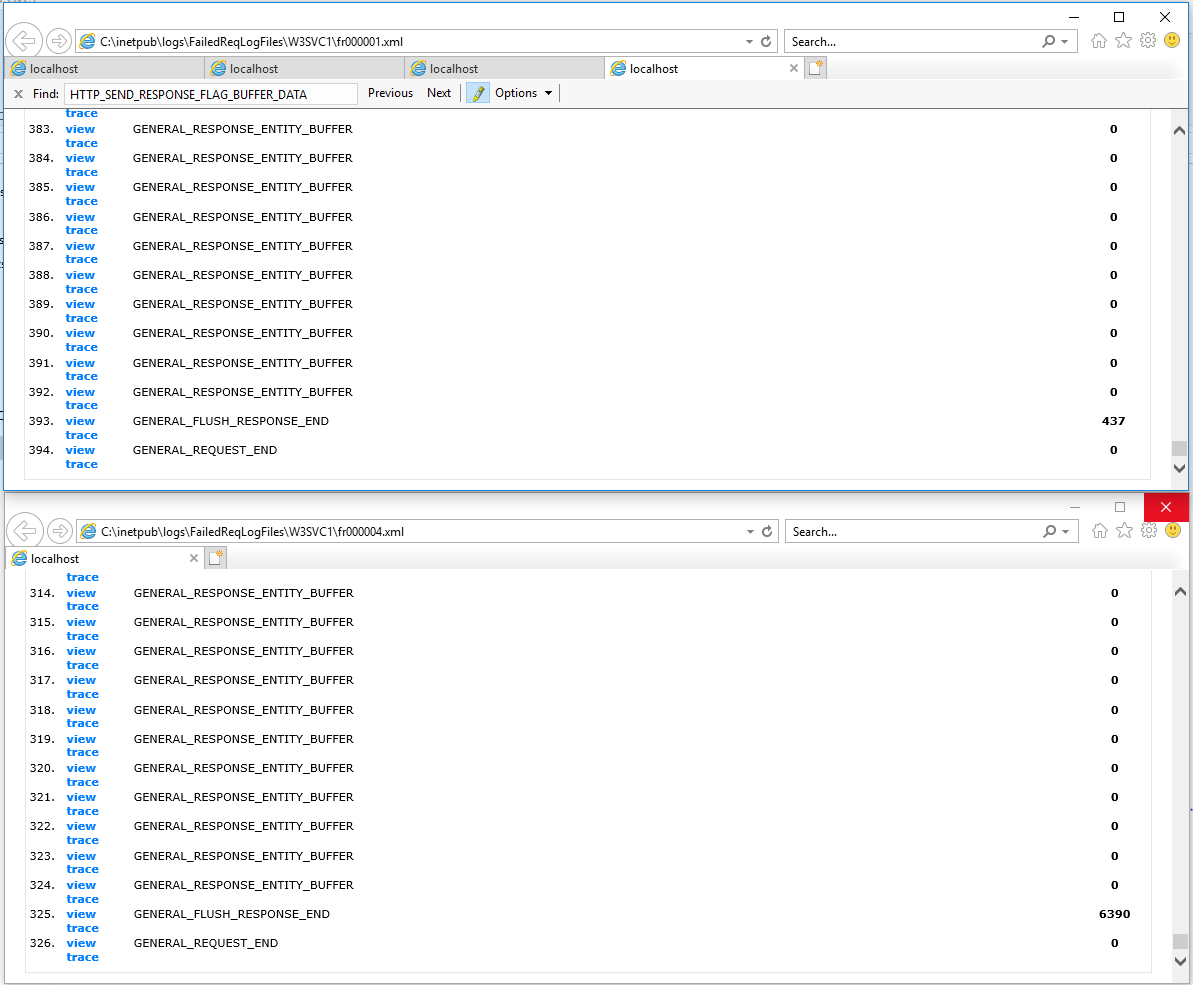 C:\inetpub\logs\FailedReqLogFiles\W3SVC1\fr000001.xml Search...
localhost localhost localhost localhost
Find: HTTP_SEND_RESPONSE_FLAG_BUFFER_DATA Previous Next Options
trace
383. view trace GENERAL_RESPONSE_ENTITY_BUFFER 0
384. view trace GENERAL_RESPONSE_ENTITY_BUFFER 0
385. view trace GENERAL_RESPONSE_ENTITY_BUFFER 0
386. view trace GENERAL_RESPONSE_ENTITY_BUFFER 0
387. view trace GENERAL_RESPONSE_ENTITY_BUFFER 0
388. view trace GENERAL_RESPONSE_ENTITY_BUFFER 0
389. view trace GENERAL_RESPONSE_ENTITY_BUFFER 0
390. view trace GENERAL_RESPONSE_ENTITY_BUFFER 0
391. view trace GENERAL_RESPONSE_ENTITY_BUFFER 0
392. view trace GENERAL_RESPONSE_ENTITY_BUFFER 0
393. view trace GENERAL_FLUSH_RESPONSE_END 437
394. view trace GENERAL_REQUEST_END 0
C:\inetpub\logs\FailedReqLogFiles\W3SVC1\fr000004.xml Search...
localhost
trace
314. view trace GENERAL_RESPONSE_ENTITY_BUFFER 0
315. view trace GENERAL_RESPONSE_ENTITY_BUFFER 0
316. view trace GENERAL_RESPONSE_ENTITY_BUFFER 0
317. view trace GENERAL_RESPONSE_ENTITY_BUFFER 0
318. view trace GENERAL_RESPONSE_ENTITY_BUFFER 0
319. view trace GENERAL_RESPONSE_ENTITY_BUFFER 0
320. view trace GENERAL_RESPONSE_ENTITY_BUFFER 0
321. view trace GENERAL_RESPONSE_ENTITY_BUFFER 0
322. view trace GENERAL_RESPONSE_ENTITY_BUFFER 0
323. view trace GENERAL_RESPONSE_ENTITY_BUFFER 0
324. view trace GENERAL_RESPONSE_ENTITY_BUFFER 0
325. view trace GENERAL_FLUSH_RESPONSE_END 6390
326. view trace GENERAL_REQUEST_END 0